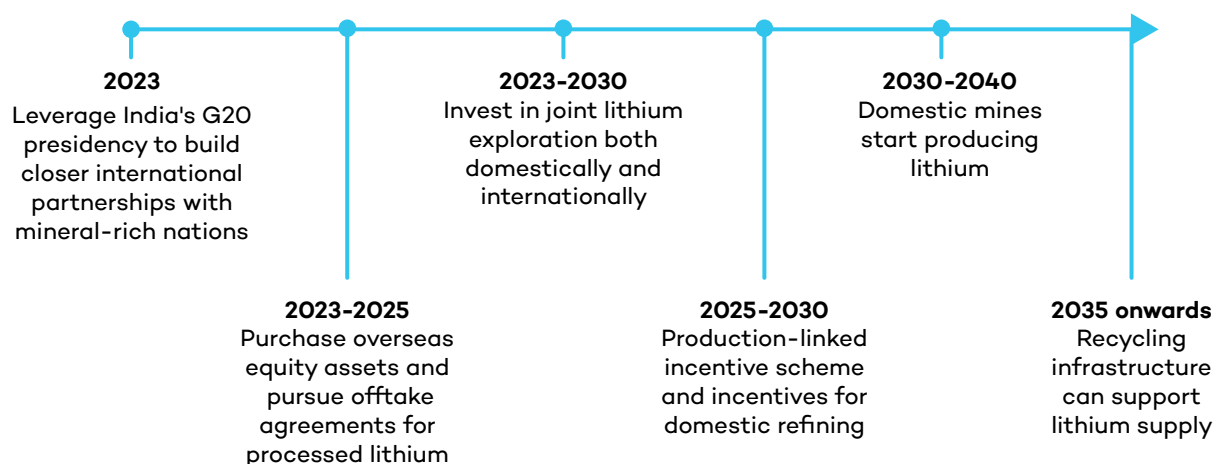 2023
Leverage India's G20
presidency to build
closer international
partnerships with
mineral-rich nations
2023-2025
Purchase overseas
equity assets and
pursue offtake
agreements for
processed lithium
2023-2030
Invest in joint lithium
exploration both
domestically and
internationally
2025-2030
Production-linked
incentive scheme
and incentives for
domestic refining
2030-2040
Domestic mines
start producing
lithium
2035 onwards
Recycling
infrastructure
can support
lithium supply